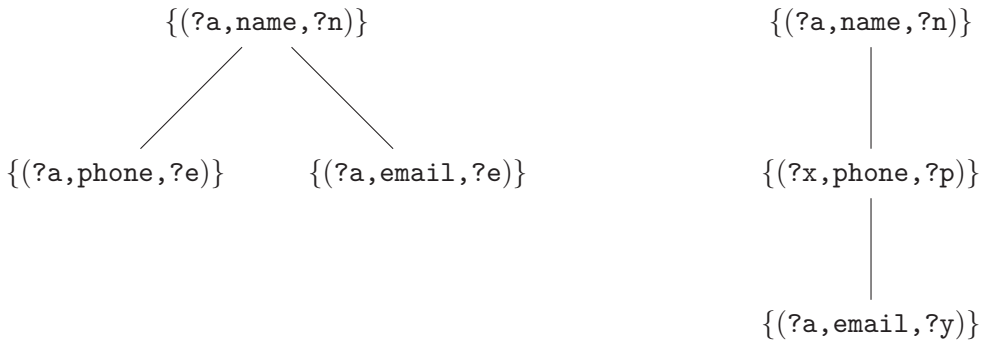 {(?a,name,?n)} {(?a,name,?n)}
{(?a,phone,?e)} {(?a,email,?e)} {(?x,phone,?p)}
{(?a,email,?y)}